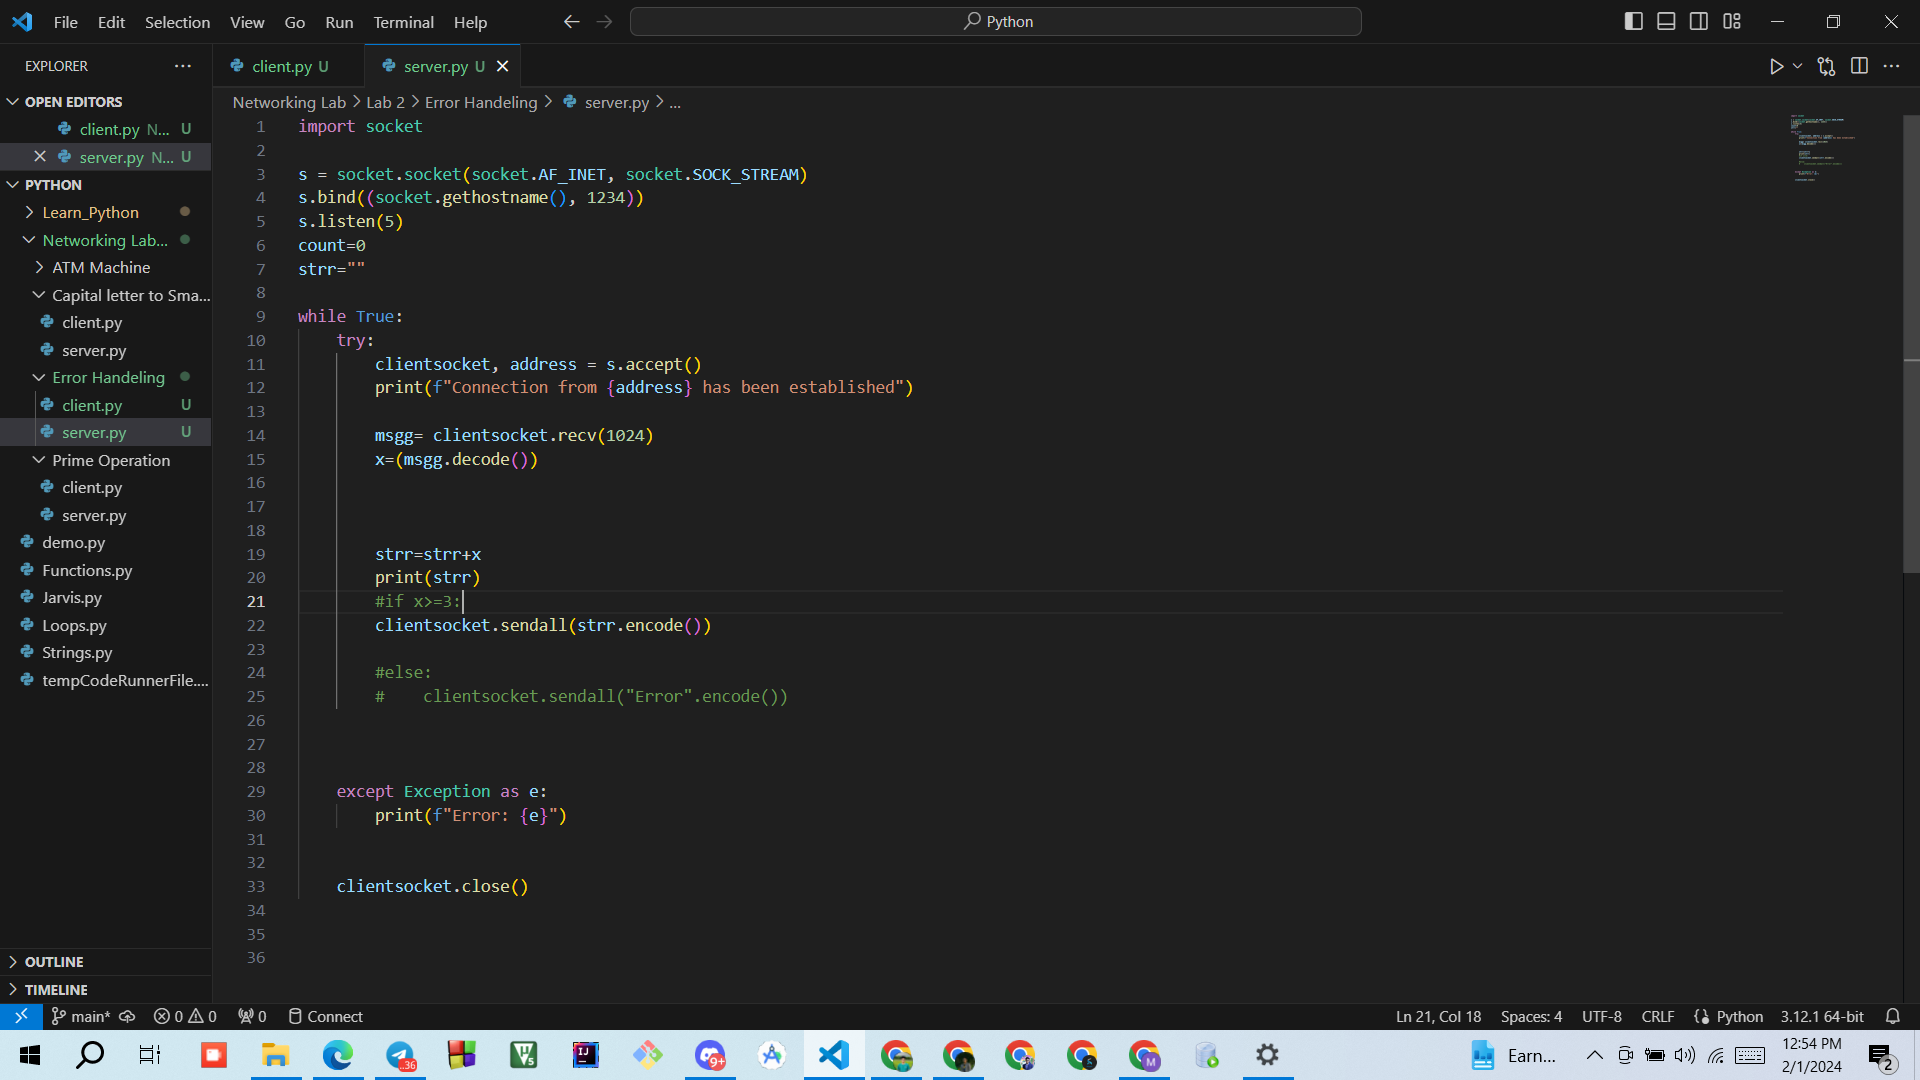 File Edit Selection View Go Run Terminal Help
Python
EXPLORER
client.py U
server.py U
OPEN EDITORS
client.py N... U
server.py N... U
PYTHON
Learn_Python
Networking Lab...
ATM Machine
Capital letter to Sma...
client.py
server.py
Error Handeling
client.py U
server.py U
Prime Operation
client.py
server.py
demo.py
Functions.py
Jarvis.py
Loops.py
Strings.py
tempCodeRunnerFile....
OUTLINE
TIMELINE
Networking Lab > Lab 2 > Error Handeling > server.py > ...
1 import socket
2
3 s = socket.socket(socket.AF_INET, socket.SOCK_STREAM)
4 s.bind((socket.gethostname(), 1234))
5 s.listen(5)
6 count=0
7 strr=""
8
9 while True:
10 try:
11 clientsocket, address = s.accept()
12 print(f"Connection from {address} has been established")
13
14 msgg= clientsocket.recv(1024)
15 x=(msgg.decode())
16
17
18
19 strr=strr+x
20 print(strr)
21 #if x>=3:
22 clientsocket.sendall(strr.encode())
23
24 #else:
25 # clientsocket.sendall("Error".encode())
26
27
28
29 except Exception as e:
30 print(f"Error: {e}")
31
32
33 clientsocket.close()
34
35
36
main* 0 0 0 Connect
Ln 21, Col 18 Spaces: 4 UTF-8 CRLF Python 3.12.1 64-bit
Earn...
12:54 PM
2/1/2024
2